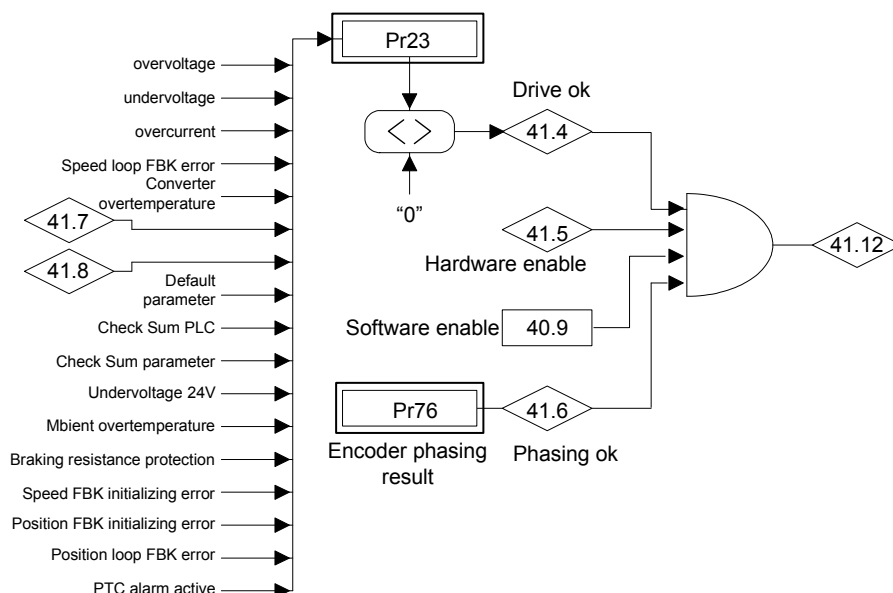 Pr23
overvoltage
undervoltage
overcurrent
Speed loop FBK error
Converter
overtemperature
41.7
41.8
Default
parameter
Check Sum PLC
Check Sum parameter
Undervoltage 24V
Mbient overtemperature
Braking resistance protection
Speed FBK initializing error
Position FBK initializing error
Position loop FBK error
PTC alarm active
< >
“0”
Drive ok
41.4
41.5
Hardware enable
Software enable
40.9
Pr76
Encoder phasing
result
41.6
Phasing ok
41.12